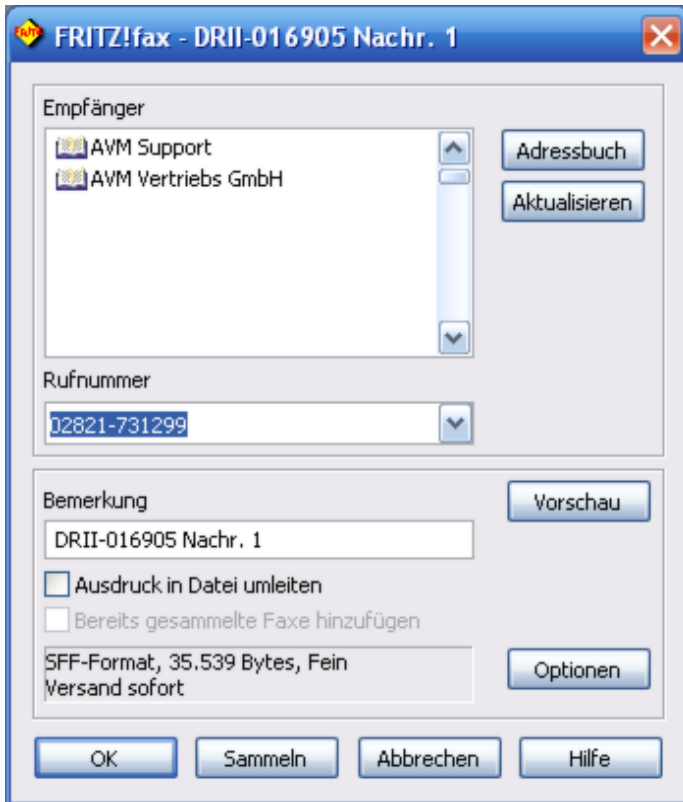 FRITZ!fax - DRII-016905 Nachr. 1
Empfänger
AVM Support
AVM Vertriebs GmbH
Adressbuch
Aktualisieren
Rufnummer
02821-731299
Bemerkung
Vorschau
DRII-016905 Nachr. 1
Ausdruck in Datei umleiten
Bereits gesammelte Faxe hinzufügen
SFF-Format, 35.539 Bytes, Fein
Versand sofort
Optionen
OK Sammeln Abbrechen Hilfe